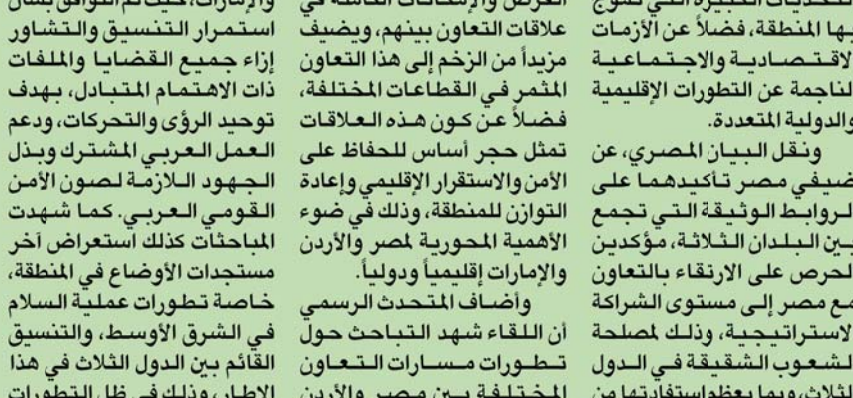 التحديات الكبيرة التي تموج
بها المنطقة، فضلاً عن الأزمات
الاقـتـصـاديـة والاجـتـمـاعـيـة
الناجمة عن التطورات الإقليمية
والدولية المتعددة.
ونقل البيان المصري، عن
ضيفي مصر تأكيدهما على
الروابط الوثيقة التي تجمع
بين البلدان الثلاثة، مؤكدين
الحرص على الارتقاء بالتعاون
مع مصر إلى مستوى الشراكة
الاستراتيجية، وذلك لمصلحة
الشعوب الشقيقة في الدول
الثلاث، وبما يعظم استفادتها من
الفرص والإمكانات الكامنة في
علاقات التعاون بينهم، ويضيف
مزيداً من الزخم إلى هذا التعاون
المثمر في القطاعات المختلفة،
فضلاً عن كون هذه العلاقات
تمثل حجر أساس للحفاظ على
الأمن والاستقرار الإقليمي وإعادة
التوازن للمنطقة، وذلك في ضوء
الأهمية المحورية لمصر والأردن
والإمارات إقليمياً ودولياً.
وأضاف المتحدث الرسمي
أن اللقاء شهد التباحث حول
تطورات مسارات التعاون
المختلفة بين مصر والأردن
والإمارات، حيث تم التوافق بشأن
استمرار التنسيق والتشاور
إزاء جميع القضايا والملفات
ذات الاهتمام المتبادل، بهدف
توحيد الرؤى والتحركات، ودعم
العمل العربي المشترك وبذل
الجهود اللازمة لصون الأمن
القومي العربي. كما شهدت
المباحثات كذلك استعراض آخر
مستجدات الأوضاع في المنطقة،
خاصة تطورات عملية السلام
في الشرق الأوسط، والتنسيق
القائم بين الدول الثلاث في هذا
الإطار، وذلك في ظل التطورات